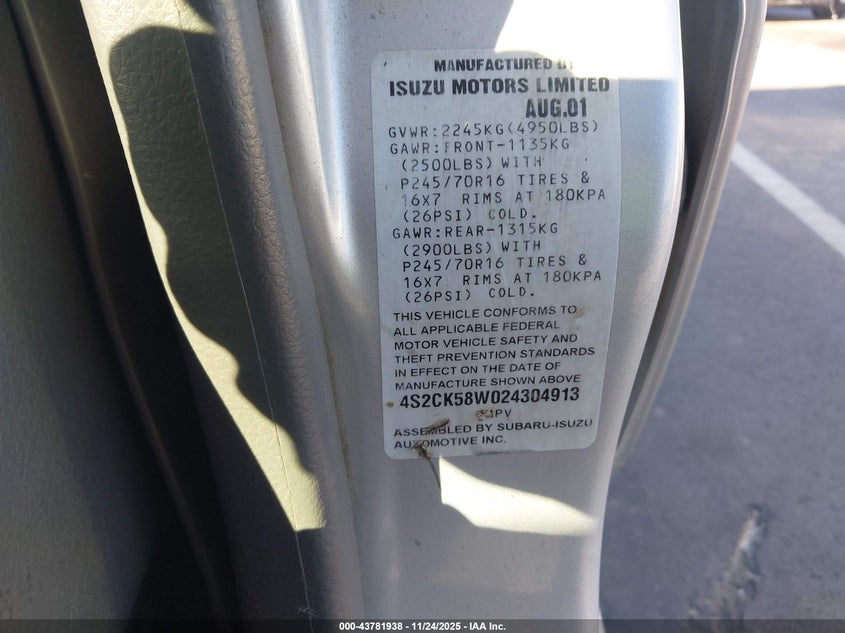 MANUFACTURED BY
ISUZU MOTORS LIMITED
AUG.01
GVWR:2245KG(4950LBS)
GAWR:FRONT-1135KG
(2500LBS) WITH
P245/70R16 TIRES &
16X7 RIMS AT 180KPA
(26PSI) COLD.
GAWR:REAR-1315KG
(2900LBS) WITH
P245/70R16 TIRES &
16X7 RIMS AT 180KPA
(26PSI) COLD.
THIS VEHICLE CONFORMS TO
ALL APPLICABLE FEDERAL
MOTOR VEHICLE SAFETY AND
THEFT PREVENTION STANDARDS
IN EFFECT ON THE DATE OF
MANUFACTURE SHOWN ABOVE.
4S2CK58W024304913
ASSEMBLED BY SUBARU-ISUZU
AUTOMOTIVE INC.
000-43781938 - 11/24/2025 - IAA Inc.